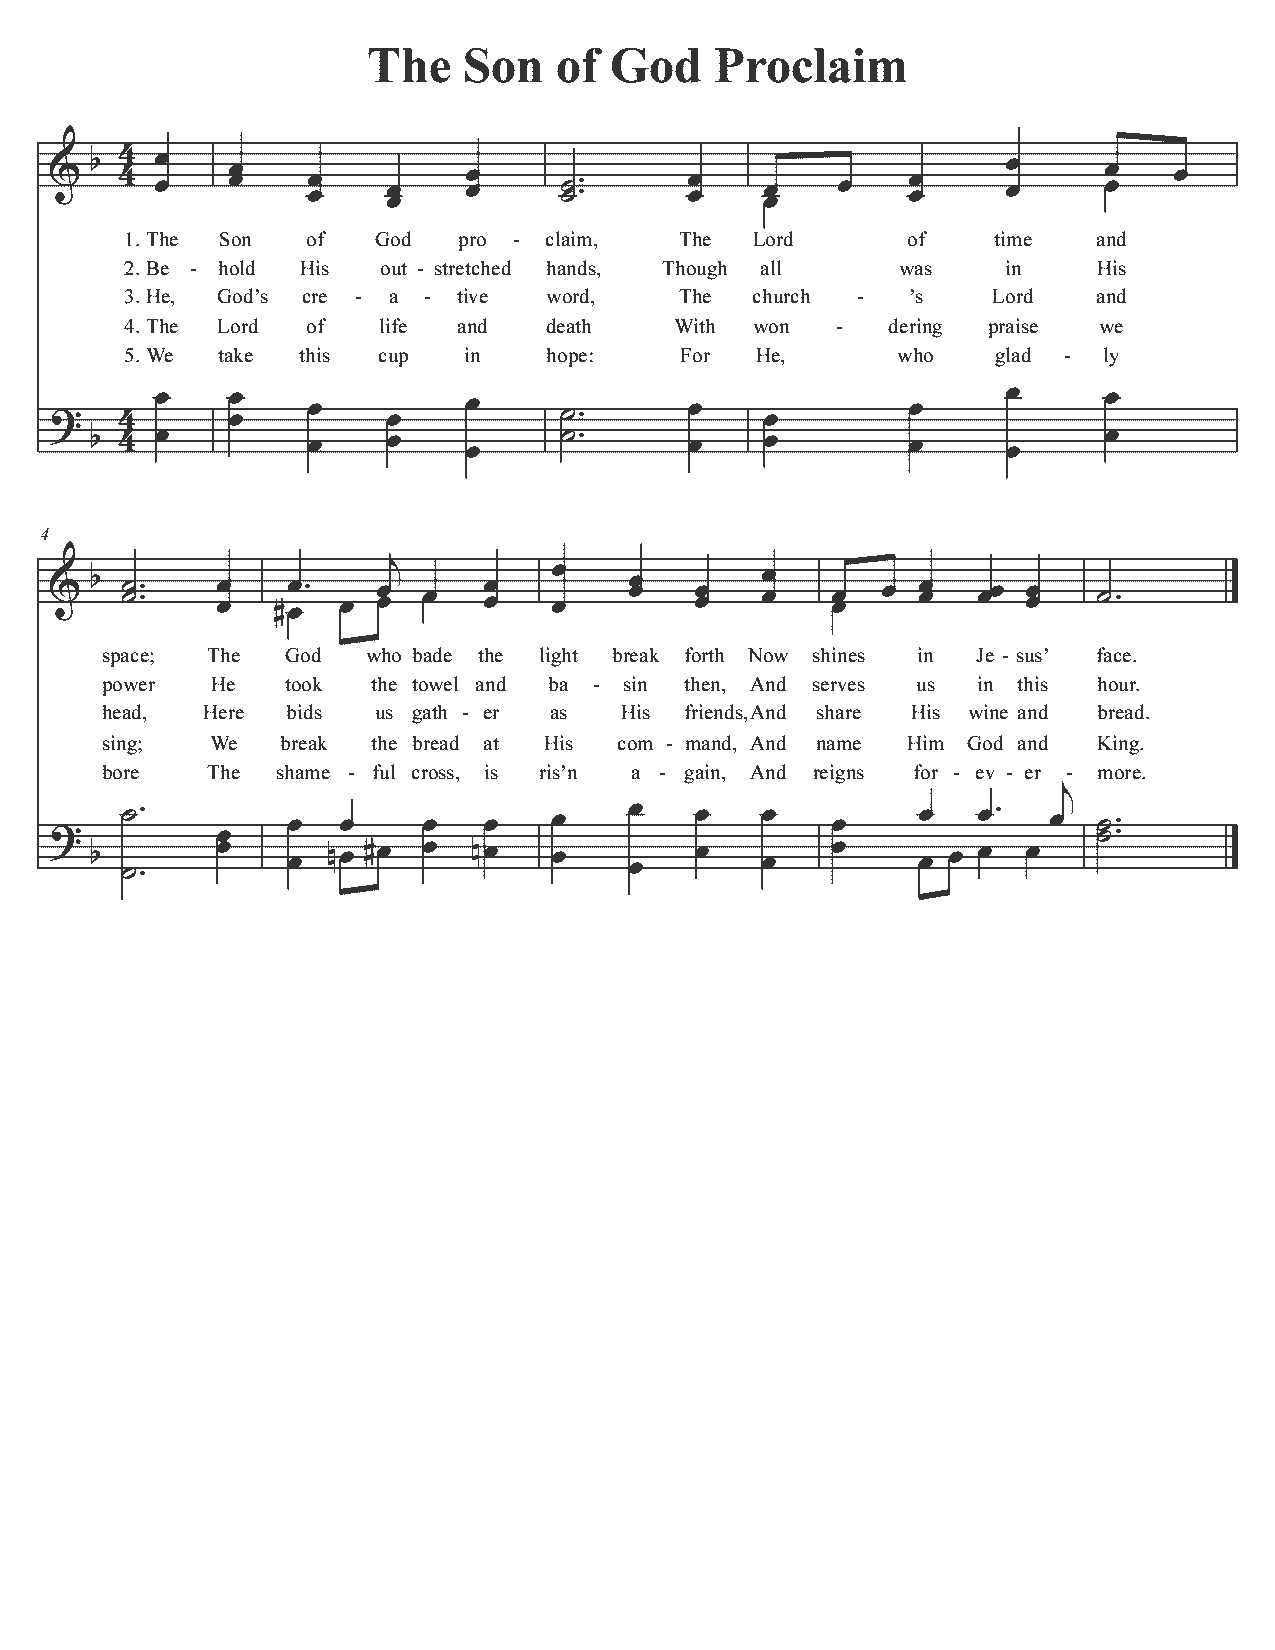 The Son of God Proclaim
1. The Son of God pro - claim, The Lord of time and
2. Be - hold His out - stretched hands, Though all was in His
3. He, God's cre - a - tive word, The church - 's Lord and
4. The Lord of life and death With won - dering praise we
5. We take this cup in hope: For He, who glad - ly
4
space; The God who bade the light break forth Now shines in Je - sus' face.
power He took the towel and ba - sin then, And serves us in this hour.
head, Here bids us gath - er as His friends, And share His wine and bread.
sing; We break the bread at His com - mand, And name Him God and King.
bore The shame - ful cross, is ris'n a - gain, And reigns for - ev - er - more.